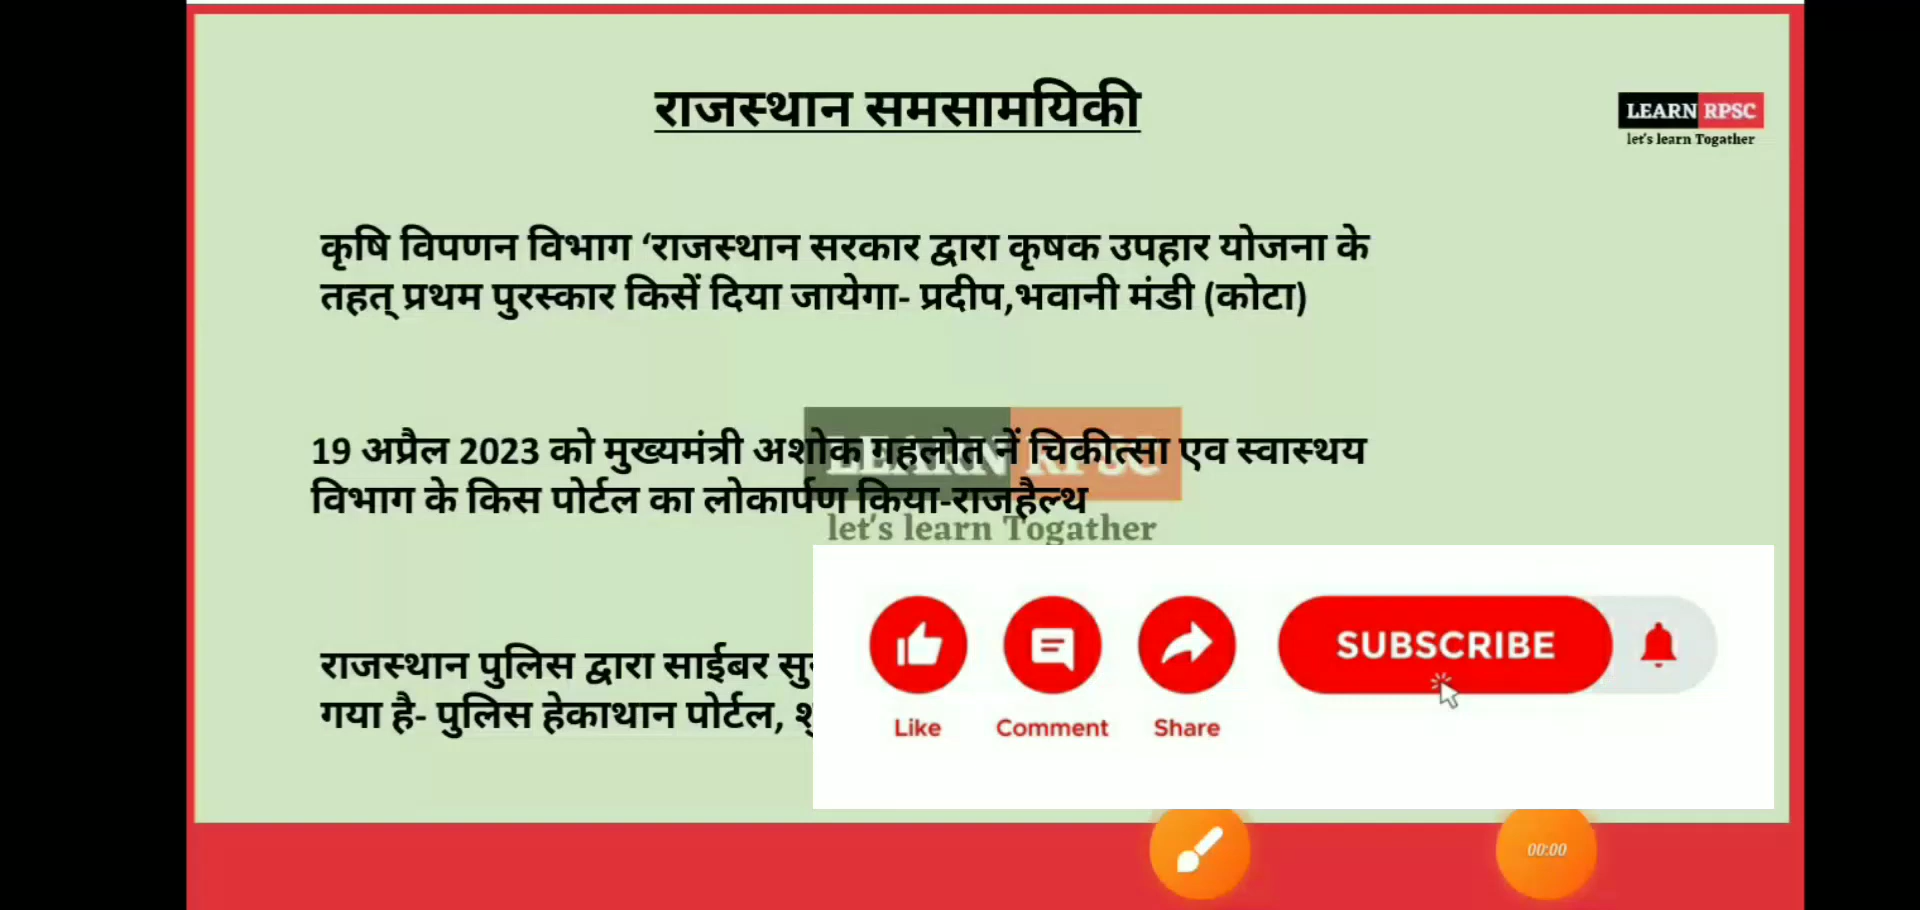 राजस्थान समसामयिकी
LEARN RPSC
let's learn Togather
कृषि विपणन विभाग ‘राजस्थान सरकार द्वारा कृषक उपहार योजना के
तहत् प्रथम पुरस्कार किसें दिया जायेगा- प्रदीप,भवानी मंडी (कोटा)
19 अप्रैल 2023 को मुख्यमंत्री अशोक गहलोत नें चिकीत्सा एव स्वास्थय
विभाग के किस पोर्टल का लोकार्पण किया-राजहैल्थ
LEARN RPSC
let's learn Togather
राजस्थान पुलिस द्वारा साईबर
गया है- पुलिस हेकाथान पोर्टल,
SUBSCRIBE
Like Comment Share
00:00